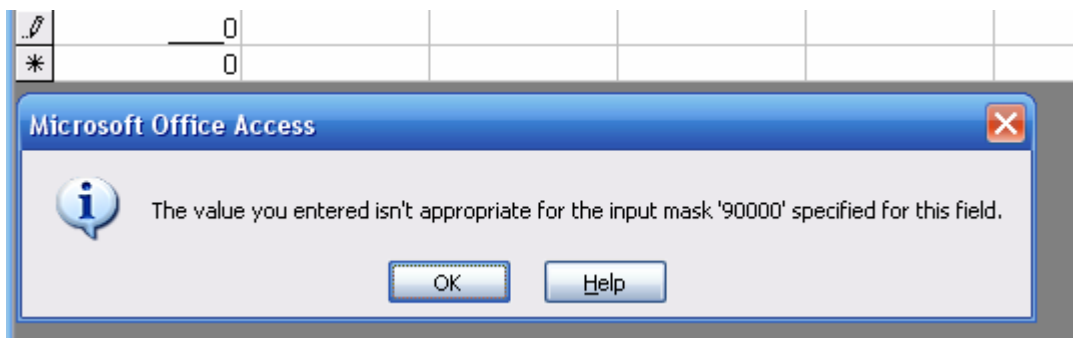 ____0
0
Microsoft Office Access
The value you entered isn't appropriate for the input mask '90000' specified for this field.
OK Help